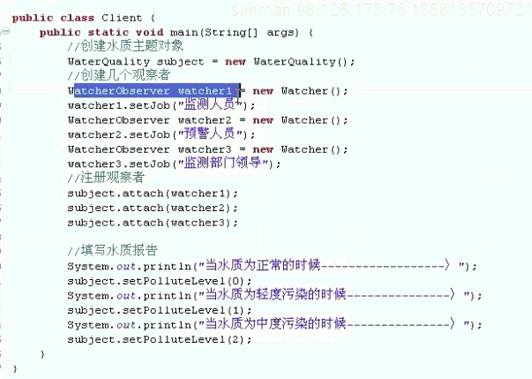 sunmani98.126.173.76 1358135709721
public class Client {
public static void main(String[] args) {
//创建水质主题对象
WaterQuality subject = new WaterQuality();
//创建几个观察者
WatcherObserver watcher1 = new Watcher();
watcher1.setJob("监测人员");
WatcherObserver watcher2 = new Watcher();
watcher2.setJob("预警人员");
WatcherObserver watcher3 = new Watcher();
watcher3.setJob("监测部门领导");
//注册观察者
subject.attach(watcher1);
subject.attach(watcher2);
subject.attach(watcher3);
//填写水质报告
System.out.println("当水质为正常的时候------------------〉");
subject.setPolluteLevel(0);
System.out.println("当水质为轻度污染的时候---------------〉");
subject.setPolluteLevel(1);
System.out.println("当水质为中度污染的时候---------------〉");
subject.setPolluteLevel(2);
}
}